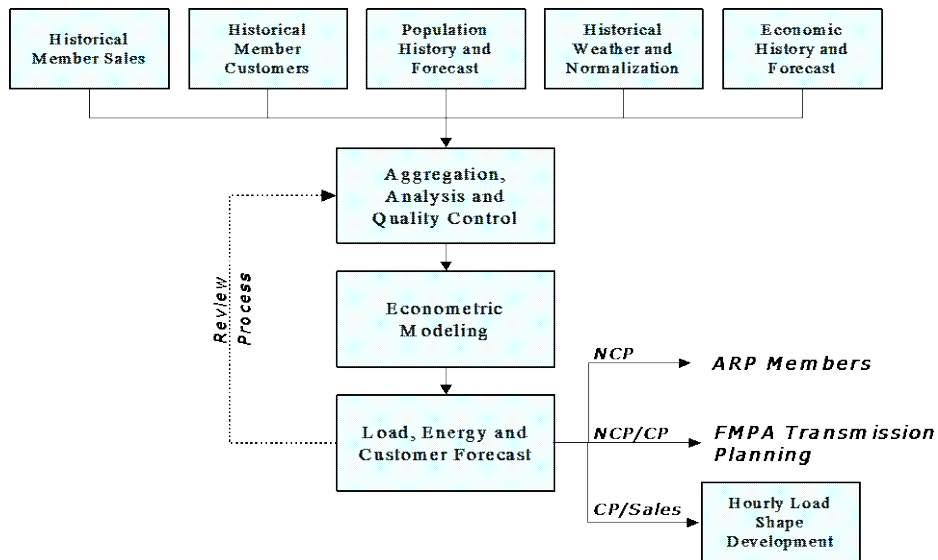 Historical
Member Sales
Historical
Member
Customers
Population
History and
Forecast
Historical
Weather and
Normalization
Economic
History and
Forecast
Aggregation,
Analysis and
Quality Control
Review
Process
Econometric
Modeling
Load, Energy and
Customer Forecast
NCP
ARP Members
NCP/CP
FMPA Transmission
Planning
CP/Sales
Hourly Load
Shape
Development